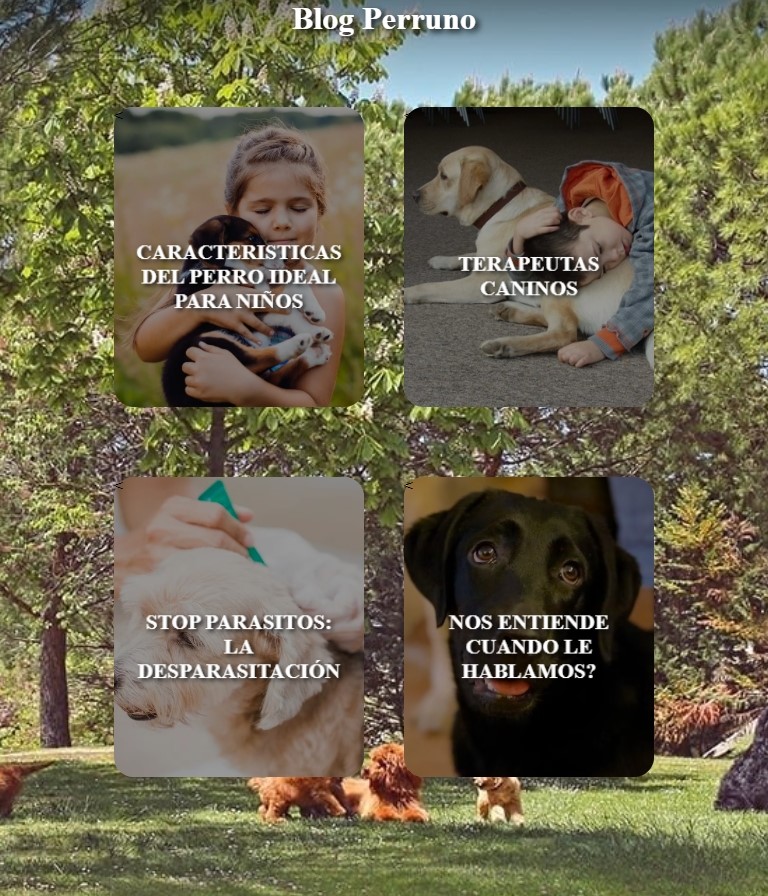 Blog Perruno
<
CARACTERISTICAS
DEL PERRO IDEAL
PARA NIÑOS
TERAPEUTAS
CANINOS
<
STOP PARASITOS:
LA
DESPARASITACIÓN
<
NOS ENTIENDE
CUANDO LE
HABLAMOS?